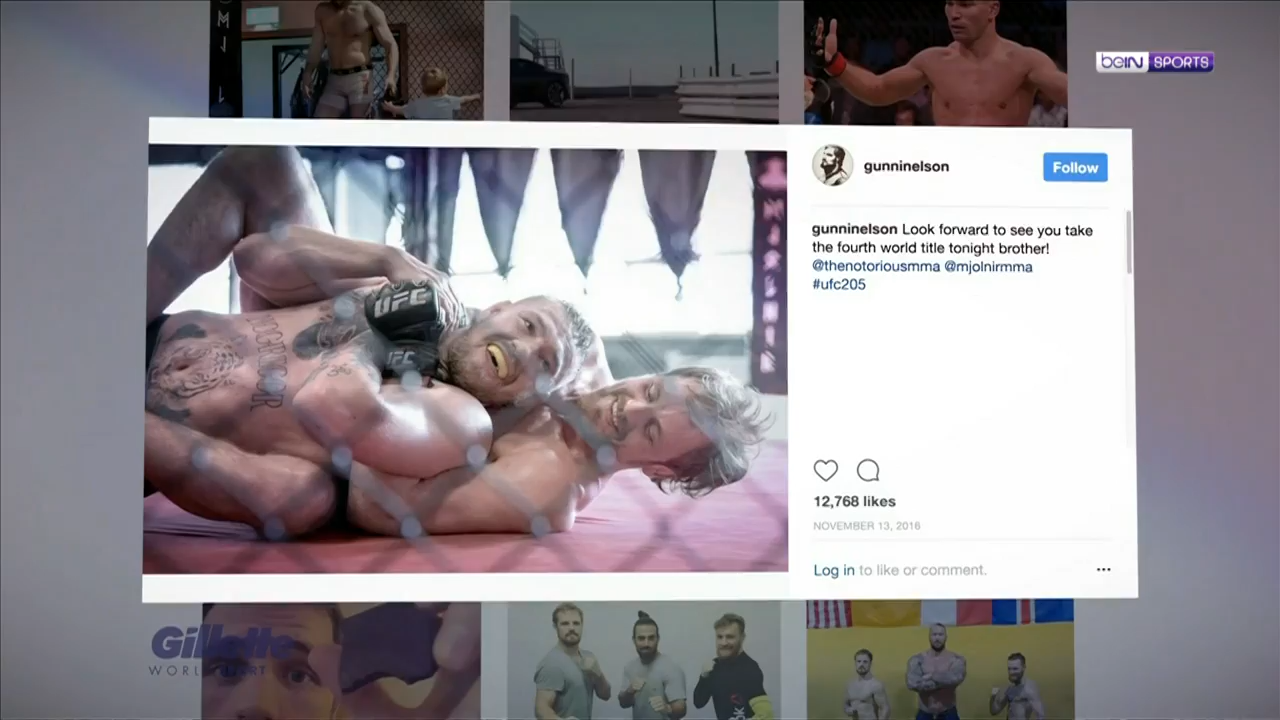 beIN SPORTS
gunninelson
Follow
gunninelson Look forward to see you take
the fourth world title tonight brother!
@thenotoriousmma @mjolnirmma
#ufc205
UFC
UFC
12,768 likes
NOVEMBER 13, 2016
Log in to like or comment.
Gillette
WORLD SPORT